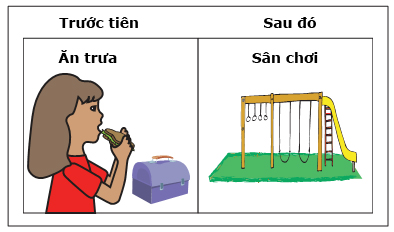 Trước tiên
Sau đó
Ăn trưa
Sân chơi